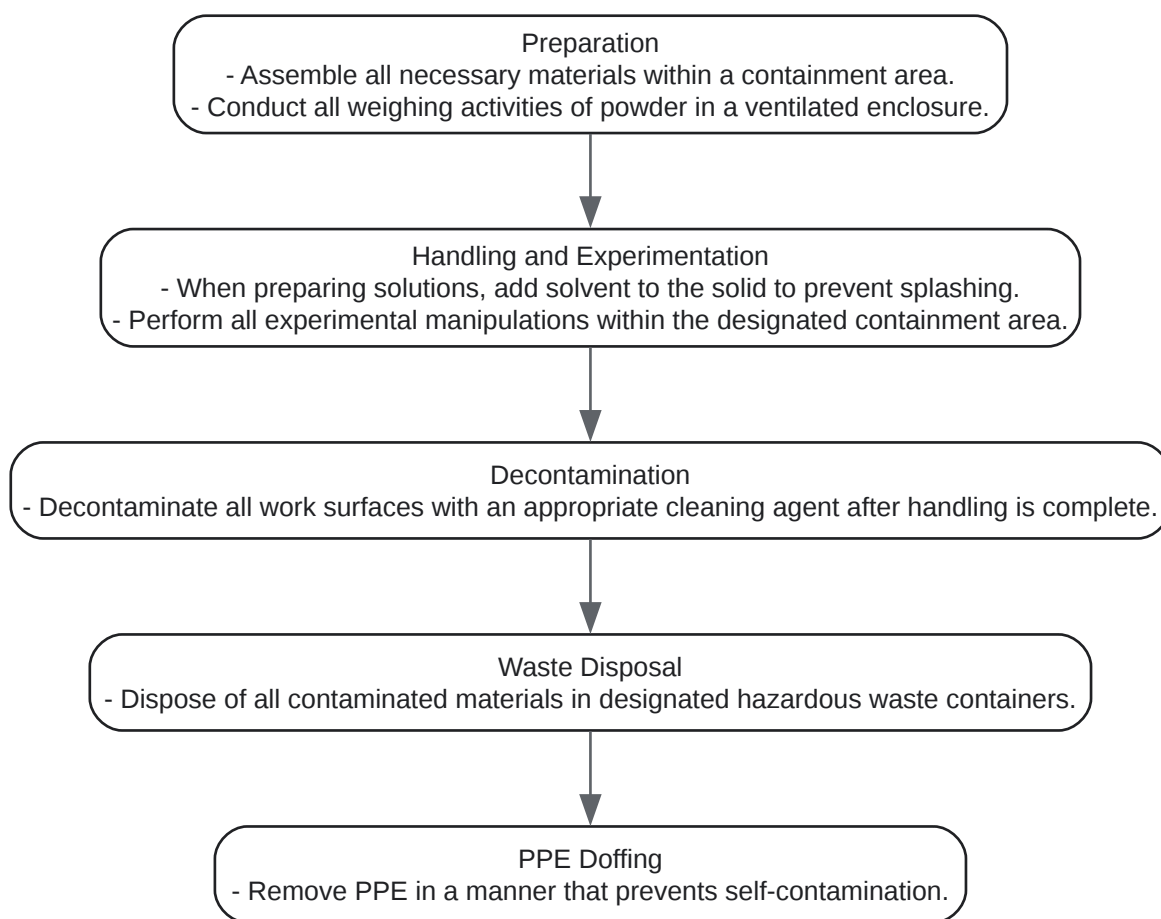 Preparation
- Assemble all necessary materials within a containment area.
- Conduct all weighing activities of powder in a ventilated enclosure.
Handling and Experimentation
- When preparing solutions, add solvent to the solid to prevent splashing.
- Perform all experimental manipulations within the designated containment area.
Decontamination
- Decontaminate all work surfaces with an appropriate cleaning agent after handling is complete.
Waste Disposal
- Dispose of all contaminated materials in designated hazardous waste containers.
PPE Doffing
- Remove PPE in a manner that prevents self-contamination.